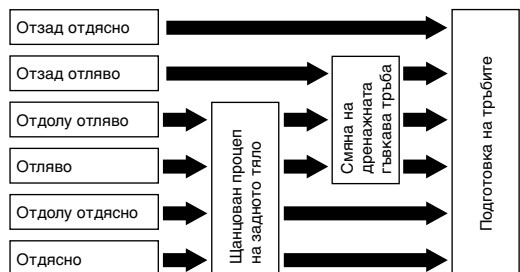 Отзад отдясно
Отзад отляво
Отдолу отляво
Отляво
Отдолу отдясно
Отдясно
Щанцован процеп
на задното тяло
Смяна на
дренажната
гъвкава тръба
Подготовка на тръбите